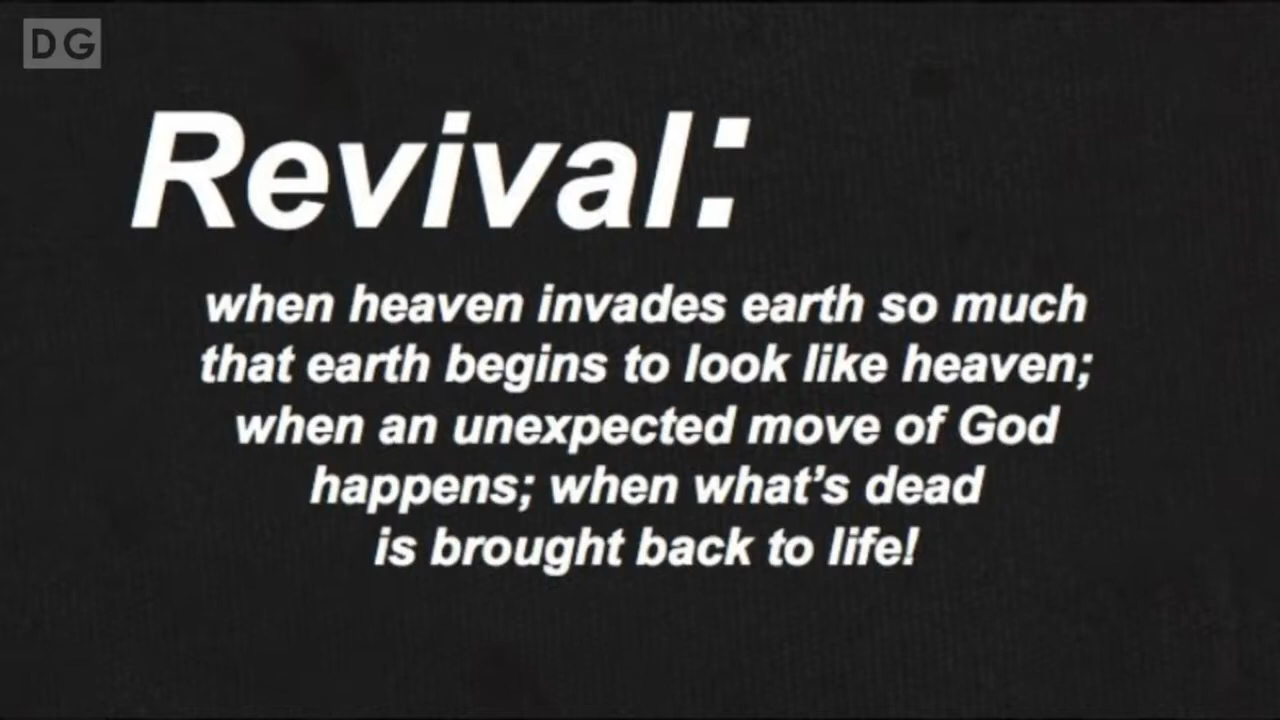 DG
Revival:
when heaven invades earth so much
that earth begins to look like heaven;
when an unexpected move of God
happens; when what’s dead
is brought back to life!